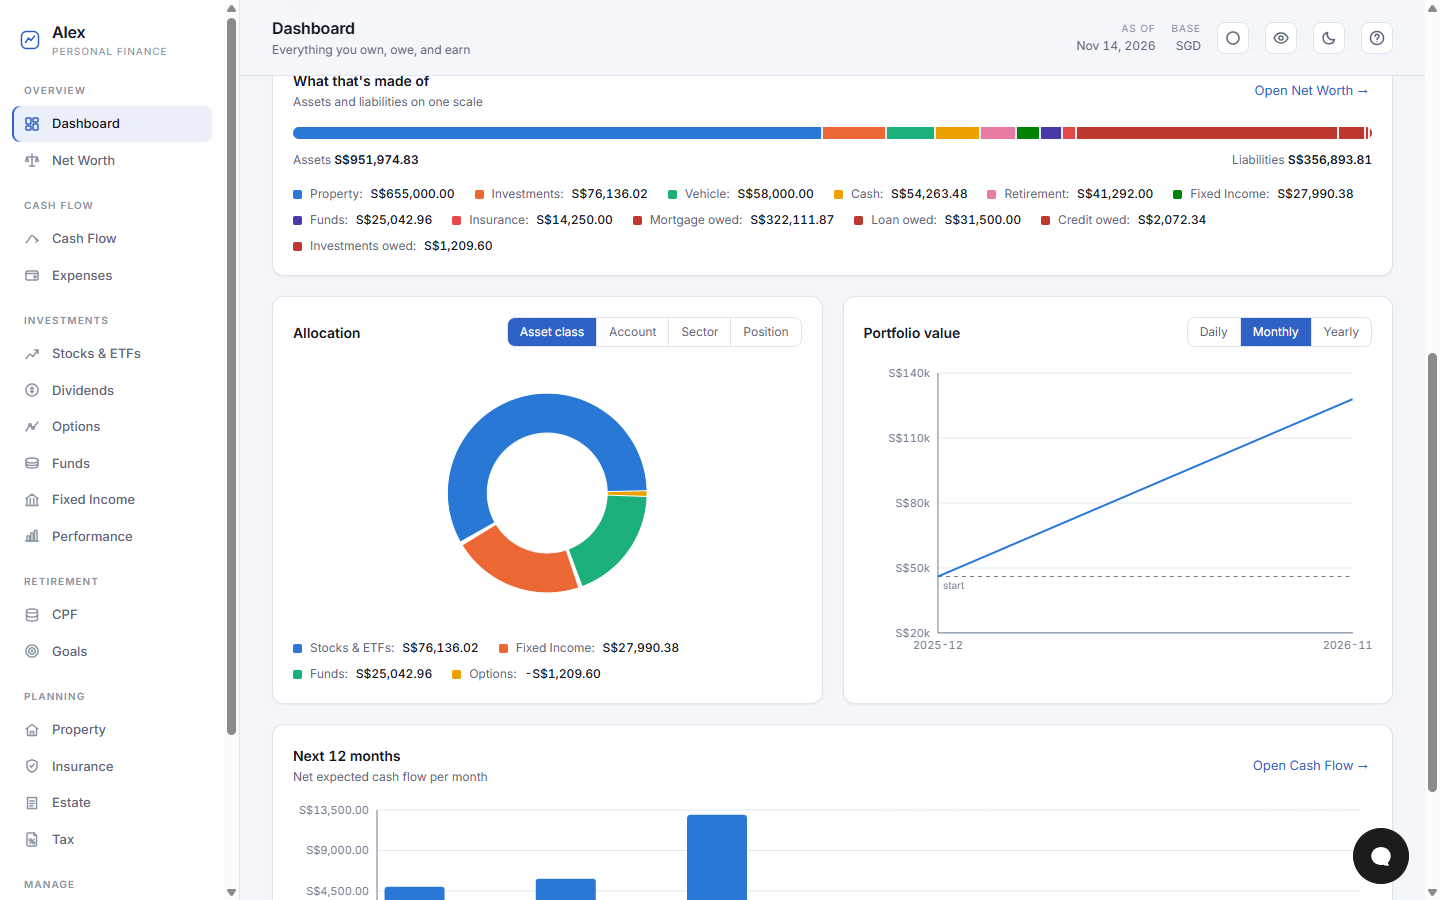 Alex
PERSONAL FINANCE
OVERVIEW
Dashboard
Net Worth
CASH FLOW
Cash Flow
Expenses
INVESTMENTS
Stocks & ETFs
Dividends
Options
Funds
Fixed Income
Performance
RETIREMENT
CPF
Goals
PLANNING
Property
Insurance
Estate
Tax
MANAGE
Dashboard
Everything you own, owe, and earn
AS OF
Nov 14, 2026
BASE
SGD
What that's made of
Assets and liabilities on one scale
Open Net Worth →
Assets S$951,974.83
Liabilities S$356,893.81
Property: S$655,000.00 Investments: S$76,136.02 Vehicle: S$58,000.00 Cash: S$54,263.48 Retirement: S$41,292.00 Fixed Income: S$27,990.38
Funds: S$25,042.96 Insurance: S$14,250.00 Mortgage owed: S$322,111.87 Loan owed: S$31,500.00 Credit owed: S$2,072.34
Investments owed: S$1,209.60
Allocation
Asset class Account Sector Position
Stocks & ETFs: S$76,136.02 Fixed Income: S$27,990.38
Funds: S$25,042.96 Options: -S$1,209.60
Portfolio value
Daily Monthly Yearly
S$140k
S$110k
S$80k
S$50k
start
S$20k
2025-12 2026-11
Next 12 months
Net expected cash flow per month
Open Cash Flow →
S$13,500.00
S$9,000.00
S$4,500.00